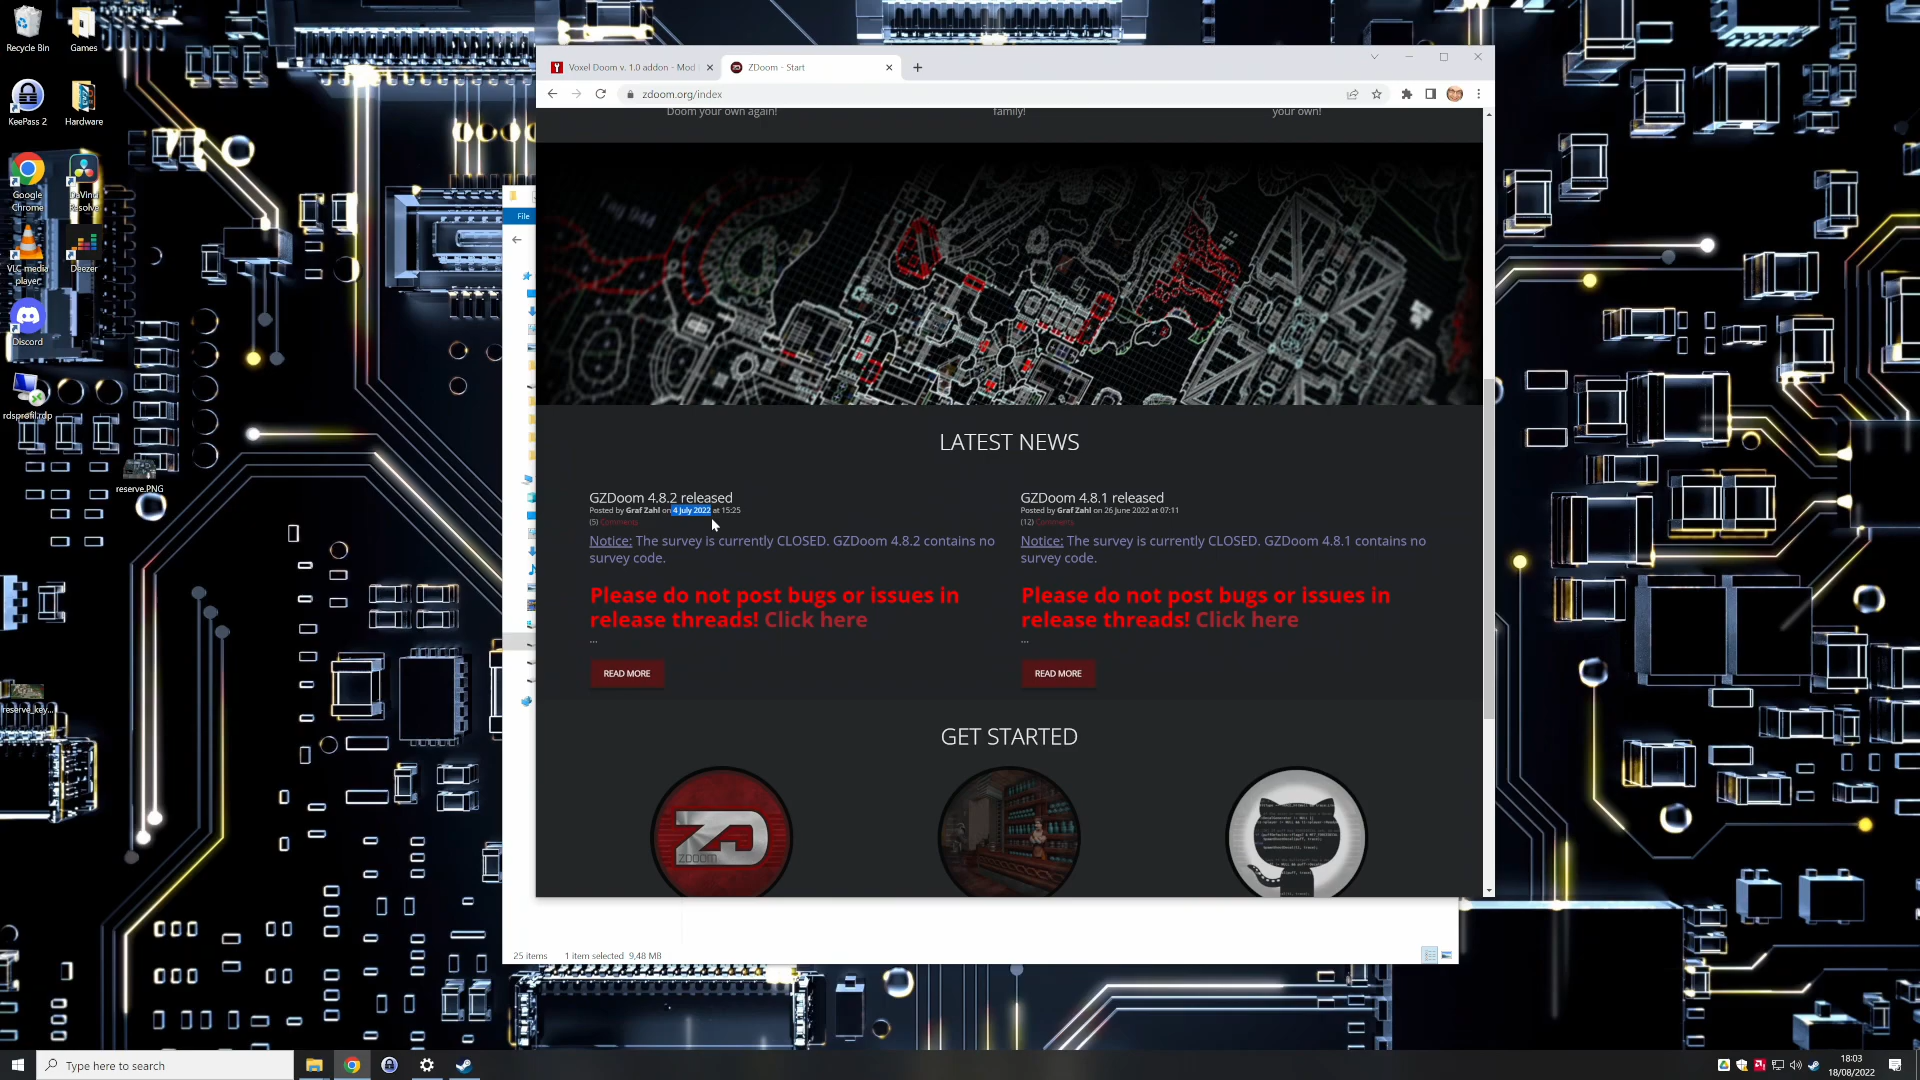 Recycle Bin
Games
KeePass 2
Hardware
Google
Chrome
DaVinci
Resolve
VLC media
player
Deezer
Discord
rdsprofil.rdp
reserve.PNG
reserve_key...
Voxel Doom v. 1.0 addon - Mod
ZDoom - Start
zdoom.org/index
File
Doom your own again!
family!
your own!
LATEST NEWS
GZDoom 4.8.2 released
Posted by Graf Zahl on 4 July 2022 at 15:25
(5) Comments
Notice: The survey is currently CLOSED. GZDoom 4.8.2 contains no
survey code.
Please do not post bugs or issues in
release threads! Click here
...
READ MORE
GZDoom 4.8.1 released
Posted by Graf Zahl on 26 June 2022 at 07:11
(12) Comments
Notice: The survey is currently CLOSED. GZDoom 4.8.1 contains no
survey code.
Please do not post bugs or issues in
release threads! Click here
...
READ MORE
GET STARTED
ZD
ZDOOM
25 items
1 item selected 9,48 MB
Type here to search
18:03
18/08/2022